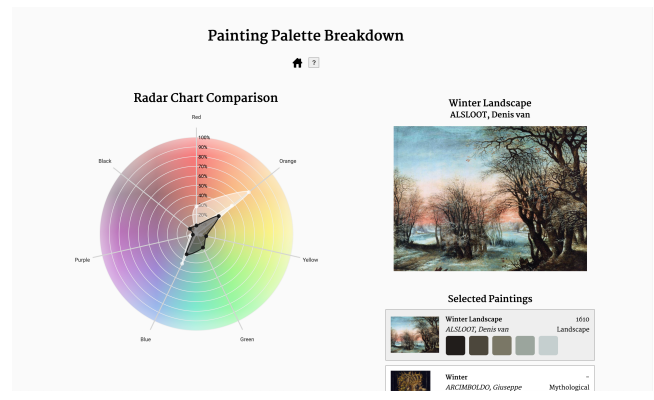 Painting Palette Breakdown
?
Radar Chart Comparison
Red
100%
90%
80%
70%
60%
50%
40%
30%
20%
Orange
Yellow
Green
Blue
Purple
Black
Winter Landscape
ALSLOOT, Denis van
Selected Paintings
Winter Landscape 1610
ALSLOOT, Denis van Landscape
Winter -
ARCIMBOLDO, Giuseppe Mythological